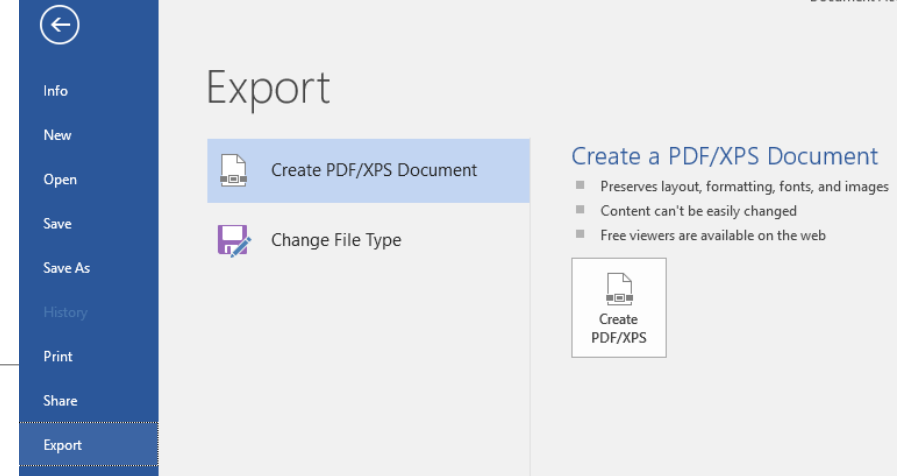 Info
New
Open
Save
Save As
History
Print
Share
Export
Export
Create PDF/XPS Document
Change File Type
Create a PDF/XPS Document
Preserves layout, formatting, fonts, and images
Content can't be easily changed
Free viewers are available on the web
Create
PDF/XPS